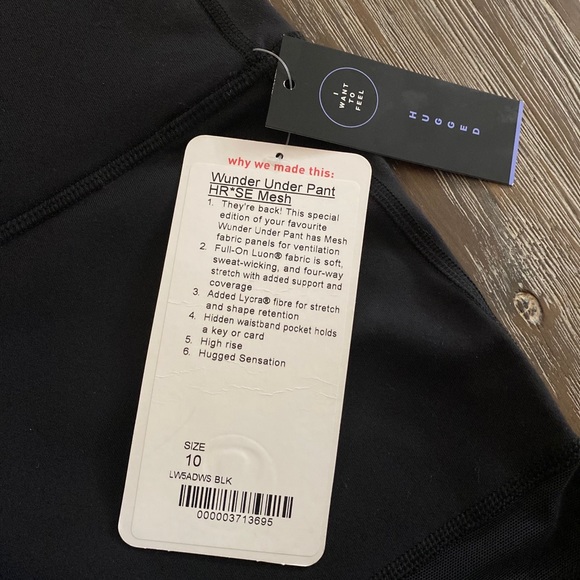 I
WANT
TO
FEEL
HUGGED
why we made this:
Wunder Under Pant
HR*SE Mesh
1. They're back! This special
edition of your favourite
Wunder Under Pant has Mesh
fabric panels for ventilation
2. Full-On Luon® fabric is soft,
sweat-wicking, and four-way
stretch with added support and
coverage
3. Added Lycra® fibre for stretch
and shape retention
4. Hidden waistband pocket holds
a key or card
5. High rise
6. Hugged Sensation
SIZE
10
LW5ADWS BLK
000003713695